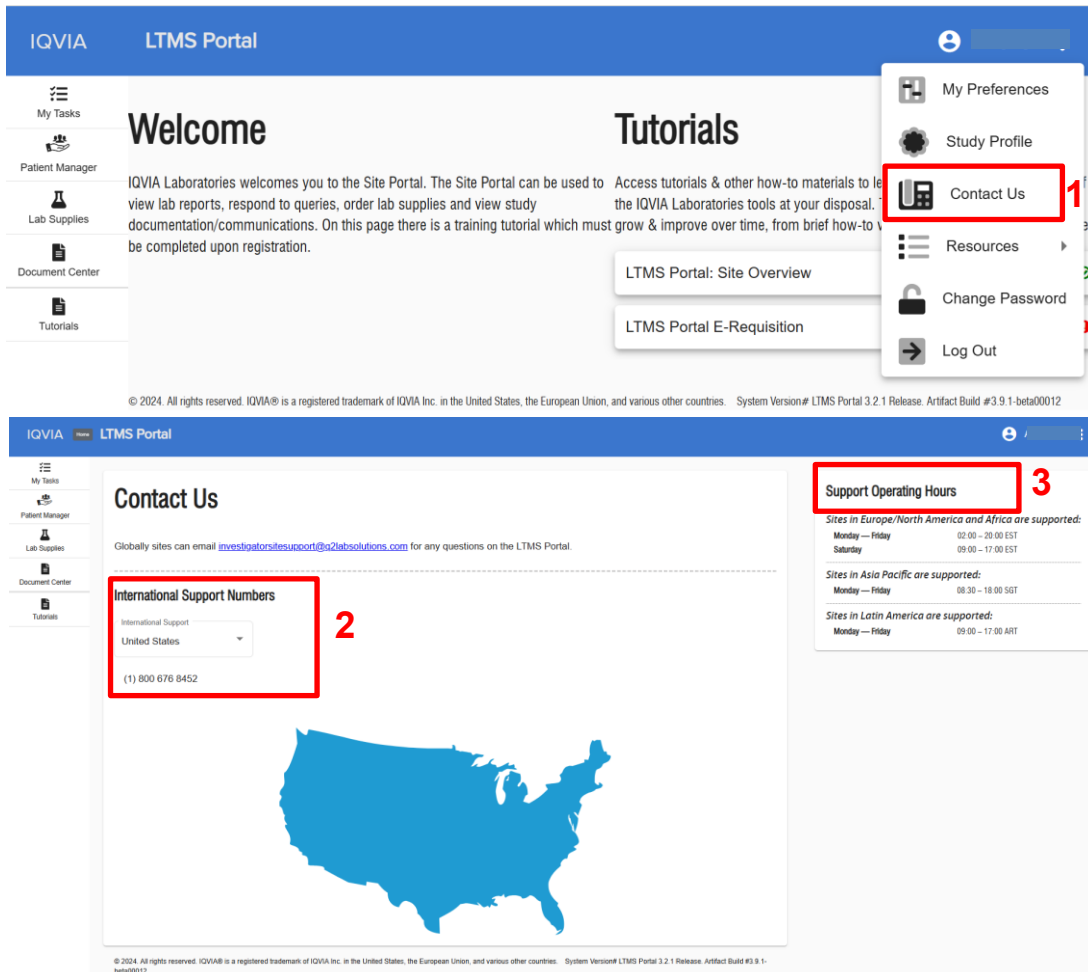 IQVIA LTMS Portal
My Tasks
Patient Manager
Lab Supplies
Document Center
Tutorials
Welcome
IQVIA Laboratories welcomes you to the Site Portal. The Site Portal can be used to
view lab reports, respond to queries, order lab supplies and view study
documentation/communications. On this page there is a training tutorial which must
be completed upon registration.
Tutorials
Access tutorials & other how-to materials to le
the IQVIA Laboratories tools at your disposal.
grow & improve over time, from brief how-to v
LTMS Portal: Site Overview
LTMS Portal E-Requisition
My Preferences
Study Profile
Contact Us
1
Resources
Change Password
Log Out
© 2024. All rights reserved. IQVIA® is a registered trademark of IQVIA Inc. in the United States, the European Union, and various other countries. System Version# LTMS Portal 3.2.1 Release. Artifact Build #3.9.1-beta00012
IQVIA Home LTMS Portal
My Tasks
Patient Manager
Lab Supplies
Document Center
Tutorials
Contact Us
Globally sites can email investigatorsitesupport@q2labsolutions.com for any questions on the LTMS Portal.
International Support Numbers
International Support
United States
(1) 800 676 8452
2
Support Operating Hours
3
Sites in Europe/North America and Africa are supported:
Monday — Friday 02:00 – 20:00 EST
Saturday 09:00 – 17:00 EST
Sites in Asia Pacific are supported:
Monday — Friday 08:30 – 18:00 SGT
Sites in Latin America are supported:
Monday — Friday 09:00 – 17:00 ART
© 2024. All rights reserved. IQVIA® is a registered trademark of IQVIA Inc. in the United States, the European Union, and various other countries. System Version# LTMS Portal 3.2.1 Release. Artifact Build #3.9.1-
beta00012